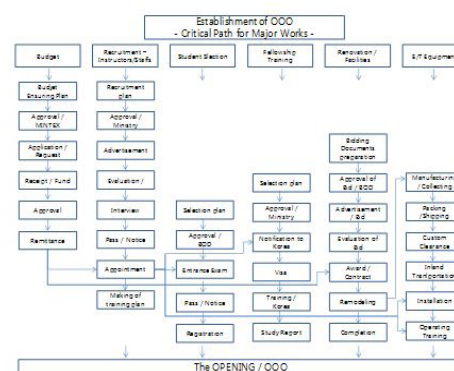 Establishment of OOO
- Critical Path for Major Works -
Budget
Recruitment –
Instructors/Staffs
Student Slection
Fellowship
Training
Renovation /
Facilities
E/T Equipment
Budget
Ensuring Plan
Approval /
MINTEX
Application /
Request
Receipt / Fund
Approval
Remittance
Recruitment
plan
Approval /
Ministry
Advertisement
Evaluation /
Interview
Pass / Notice
Appointment
Making of
training plan
Selection plan
Approval /
BOD
Entrance Exam
Pass / Notice
Registration
Selection plan
Approval /
Ministry
Notification to
Korea
Visa
Training /
Korea
Study Report
Bidding
Documents
preparation
Approval of
Bid / BOD
Advertisement
/ Bid
Evaluation of
Bid
Award /
Contract
Remodeling
Completion
Manufacturing
/ Collecting
Packing
/Shipping
Custom
Clearance
Inland
Installation
Operating
Training
The OPENING / OOO